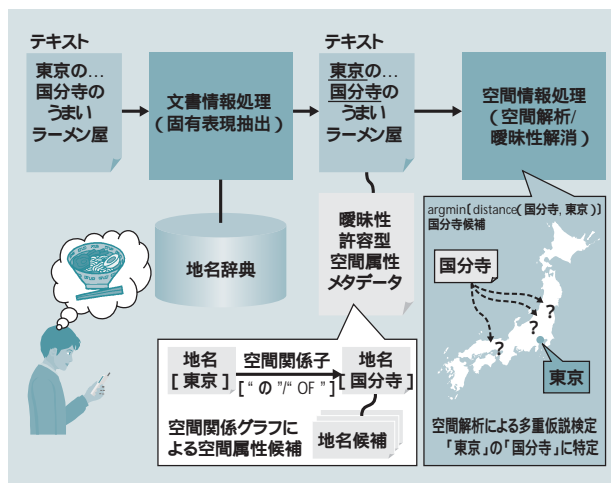 テキスト
東京の…
国分寺の
うまい
ラーメン屋
文書情報処理
(固有表現抽出)
地名辞典
テキスト
東京の…
国分寺の
うまい
ラーメン屋
曖昧性
許容型
空間属性
メタデータ
空間情報処理
(空間解析/
曖昧性解消)
地名
[東京]
空間関係子
[“の”/“OF”]
地名
[国分寺]
空間関係グラフに
よる空間属性候補
地名候補
argmin[distance(国分寺,東京)]
国分寺候補
国分寺
?
?
?
東京
空間解析による多重仮説検定
「東京」の「国分寺」に特定